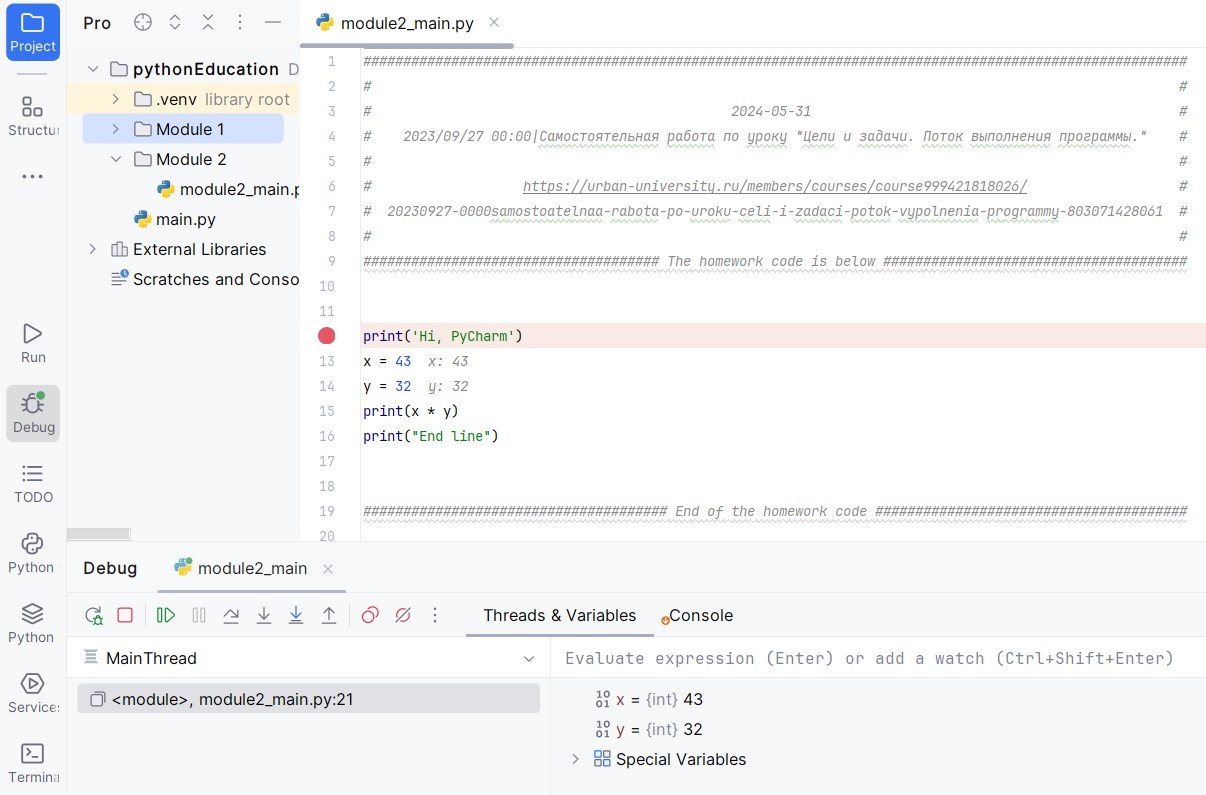 Project
Structur
Run
Debug
TODO
Python
Python
Service
Termina
Pro
pythonEducation D
.venv library root
Module 1
Module 2
module2_main.p
main.py
External Libraries
Scratches and Conso
module2_main.py
1 #######################################################################################################
2 # #
3 # 2024-05-31 #
4 # 2023/09/27 00:00|Самостоятельная работа по уроку "Цели и задачи. Поток выполнения программы." #
5 # #
6 # https://urban-university.ru/members/courses/course999421818026/ #
7 # 20230927-0000samostoatelnaa-rabota-po-uroku-celi-i-zadaci-potok-vypolnenia-programmy-803071428061 #
8 # #
9 ##################################### The homework code is below ######################################
10
11
print('Hi, PyCharm')
13 x = 43 x: 43
14 y = 32 y: 32
15 print(x * y)
16 print("End line")
17
18
19 ###################################### End of the homework code #######################################
20
Debug module2_main
Threads & Variables Console
MainThread
Evaluate expression (Enter) or add a watch (Ctrl+Shift+Enter)
<module>, module2_main.py:21
x = {int} 43
y = {int} 32
Special Variables